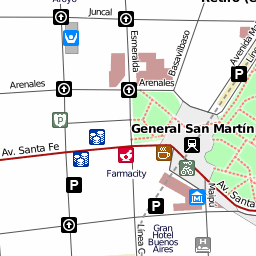 Arroyo
Retiro (
Juncal
Esmeralda
Basavilbaso
Avenida Ma
Arenales
Arenales
P
P
General San Martín
Av. Santa Fe
Farmacity
P
P
Maipú
Av. Santa
Línea C
Gran
Hotel
Buenos
Aires
H